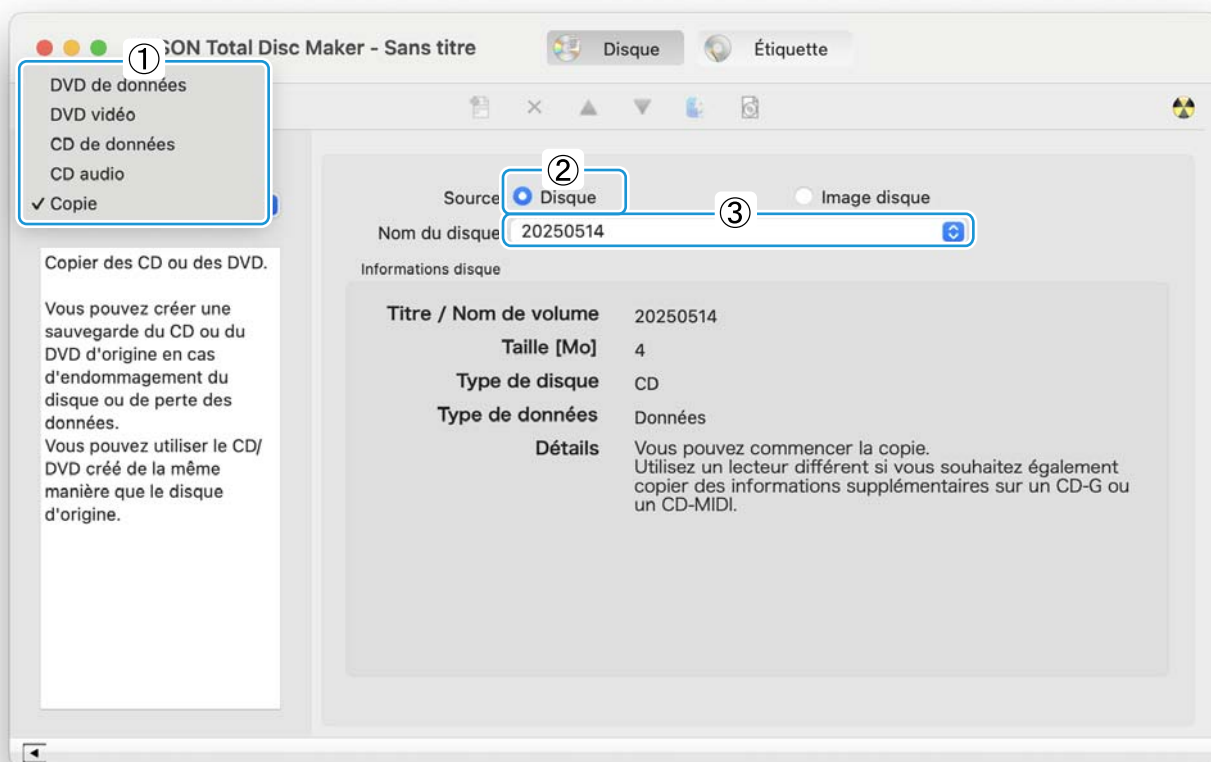 SON Total Disc Maker - Sans titre
Disque
Étiquette
①
DVD de données
DVD vidéo
CD de données
CD audio
✓ Copie
②
Source
Disque
Image disque
③
Nom du disque
20250514
Copier des CD ou des DVD.
Vous pouvez créer une
sauvegarde du CD ou du
DVD d'origine en cas
d'endommagement du
disque ou de perte des
données.
Vous pouvez utiliser le CD/
DVD créé de la même
manière que le disque
d'origine.
Informations disque
Titre / Nom de volume
20250514
Taille [Mo]
4
Type de disque
CD
Type de données
Données
Détails
Vous pouvez commencer la copie.
Utilisez un lecteur différent si vous souhaitez également
copier des informations supplémentaires sur un CD-G ou
un CD-MIDI.